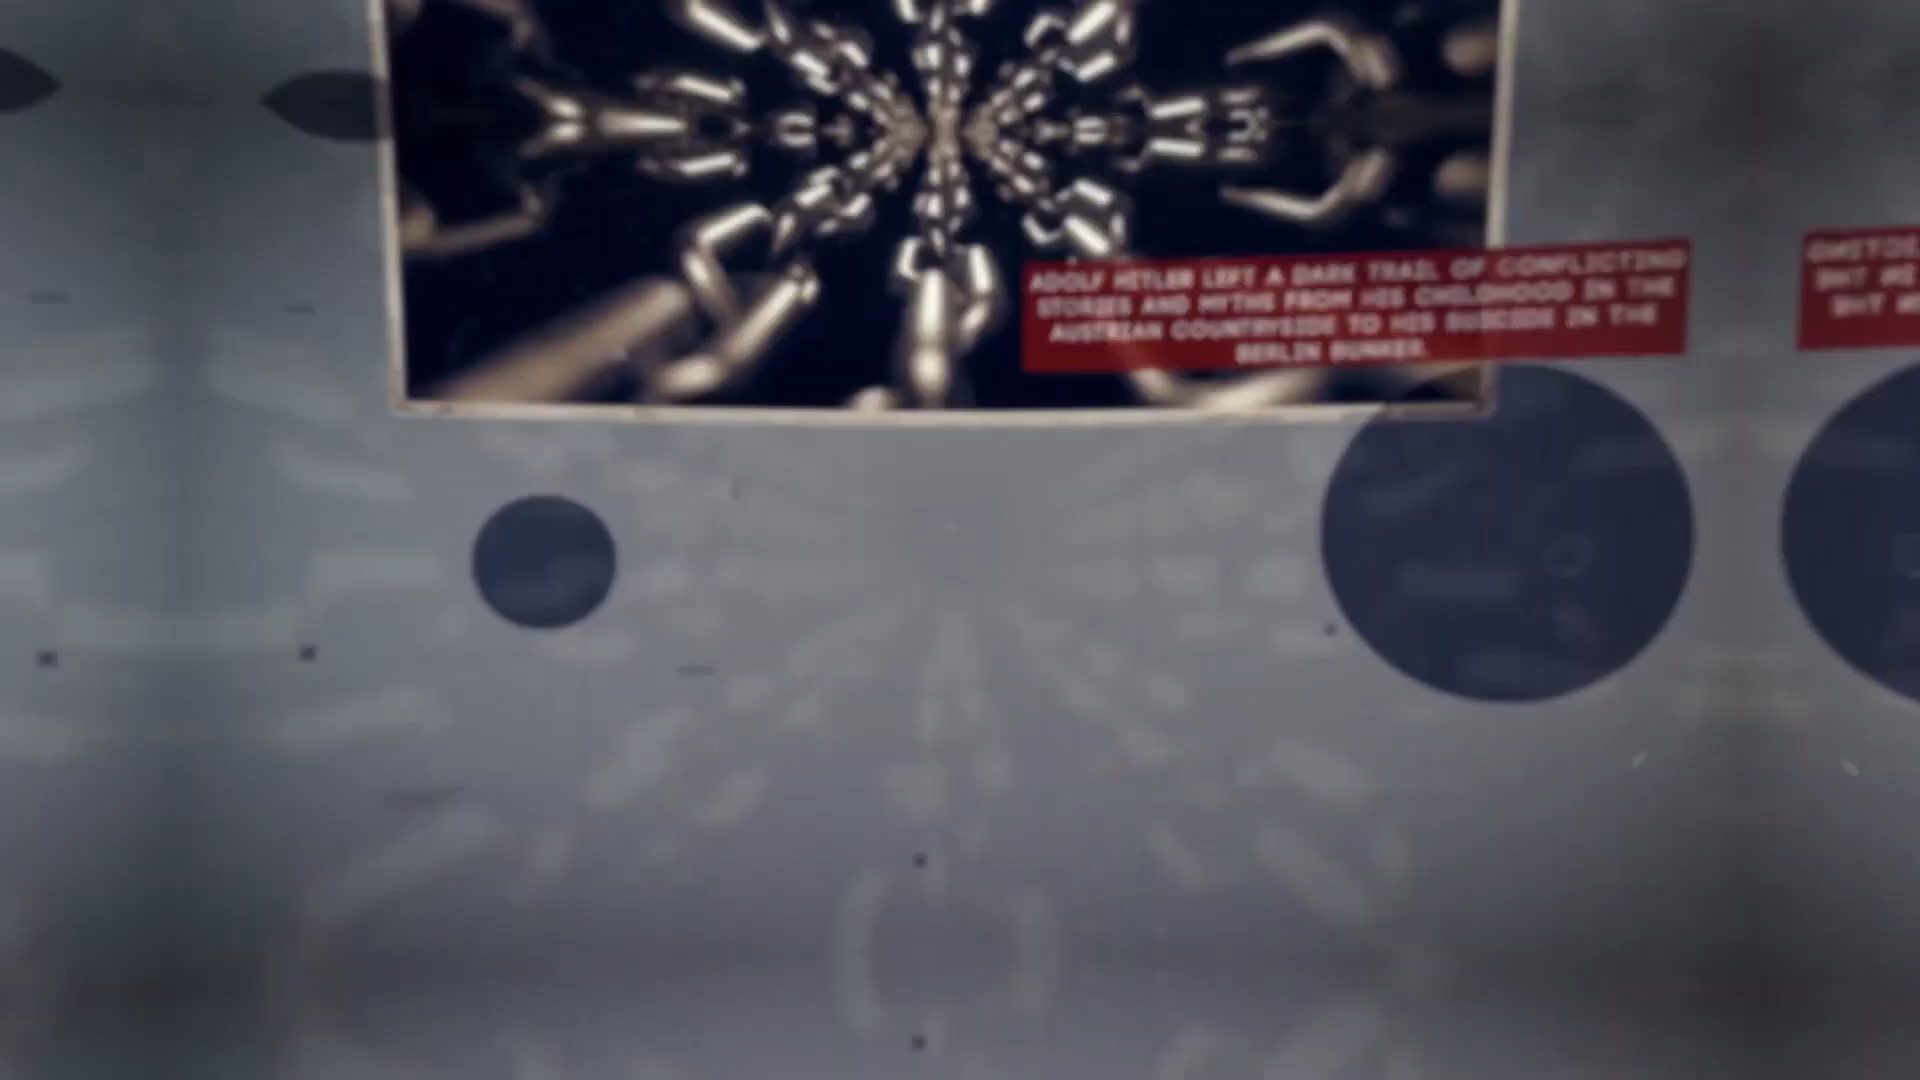 ADOLF HITLER LEFT A DARK TRAIL OF CONFLICTING
STORIES AND MYTHS FROM HIS CHILDHOOD IN THE
AUSTRIAN COUNTRYSIDE TO HIS SUICIDE IN THE
BERLIN BUNKER.